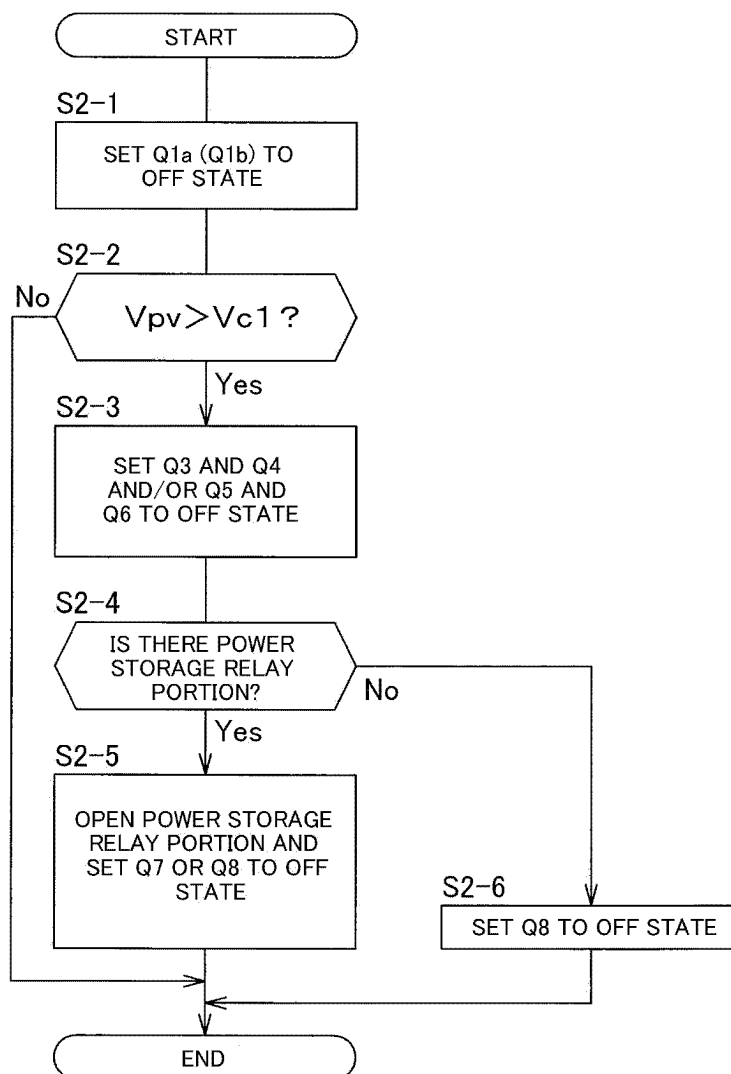 START
S2-1
SET Q1a (Q1b) TO
OFF STATE
S2-2
No
Vpv>Vc1?
Yes
S2-3
SET Q3 AND Q4
AND/OR Q5 AND
Q6 TO OFF STATE
S2-4
IS THERE POWER
STORAGE RELAY
PORTION?
No
Yes
S2-5
OPEN POWER STORAGE
RELAY PORTION AND
SET Q7 OR Q8 TO OFF
STATE
S2-6
SET Q8 TO OFF STATE
END